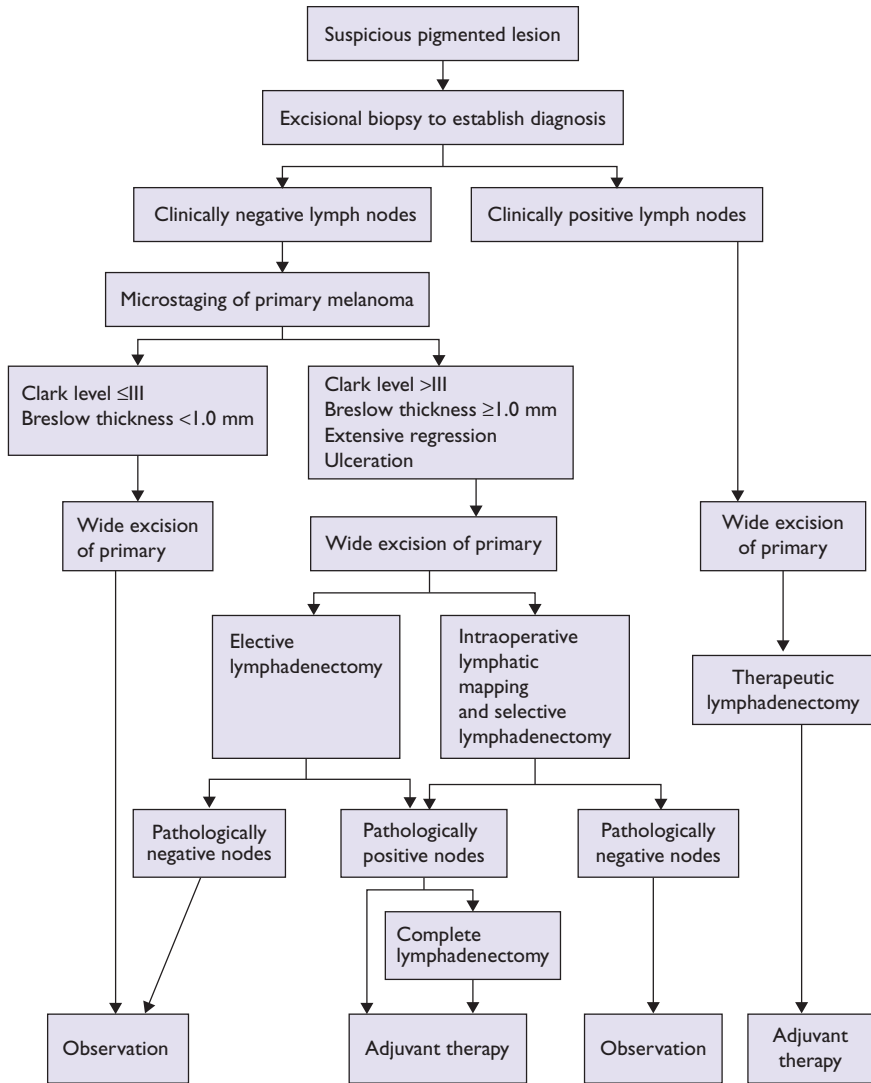 Suspicious pigmented lesion
Excisional biopsy to establish diagnosis
Clinically negative lymph nodes
Clinically positive lymph nodes
Microstaging of primary melanoma
Clark level ≤III
Breslow thickness <1.0 mm
Clark level >III
Breslow thickness ≥1.0 mm
Extensive regression
Ulceration
Wide excision
of primary
Wide excision of primary
Wide excision
of primary
Elective
lymphadenectomy
Intraoperative
lymphatic
mapping
and selective
lymphadenectomy
Therapeutic
lymphadenectomy
Pathologically
negative nodes
Pathologically
positive nodes
Pathologically
negative nodes
Complete
lymphadenectomy
Observation
Adjuvant therapy
Observation
Adjuvant
therapy